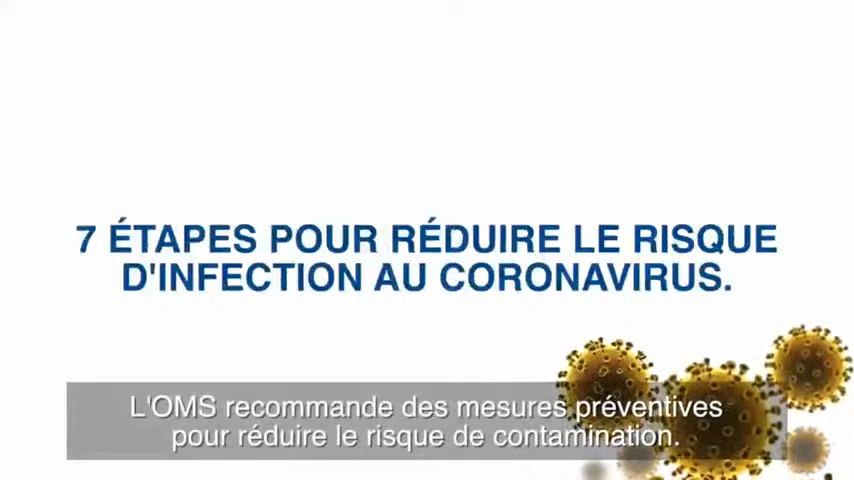 7 ÉTAPES POUR RÉDUIRE LE RISQUE
D'INFECTION AU CORONAVIRUS.
L'OMS recommande des mesures préventives
pour réduire le risque de contamination.